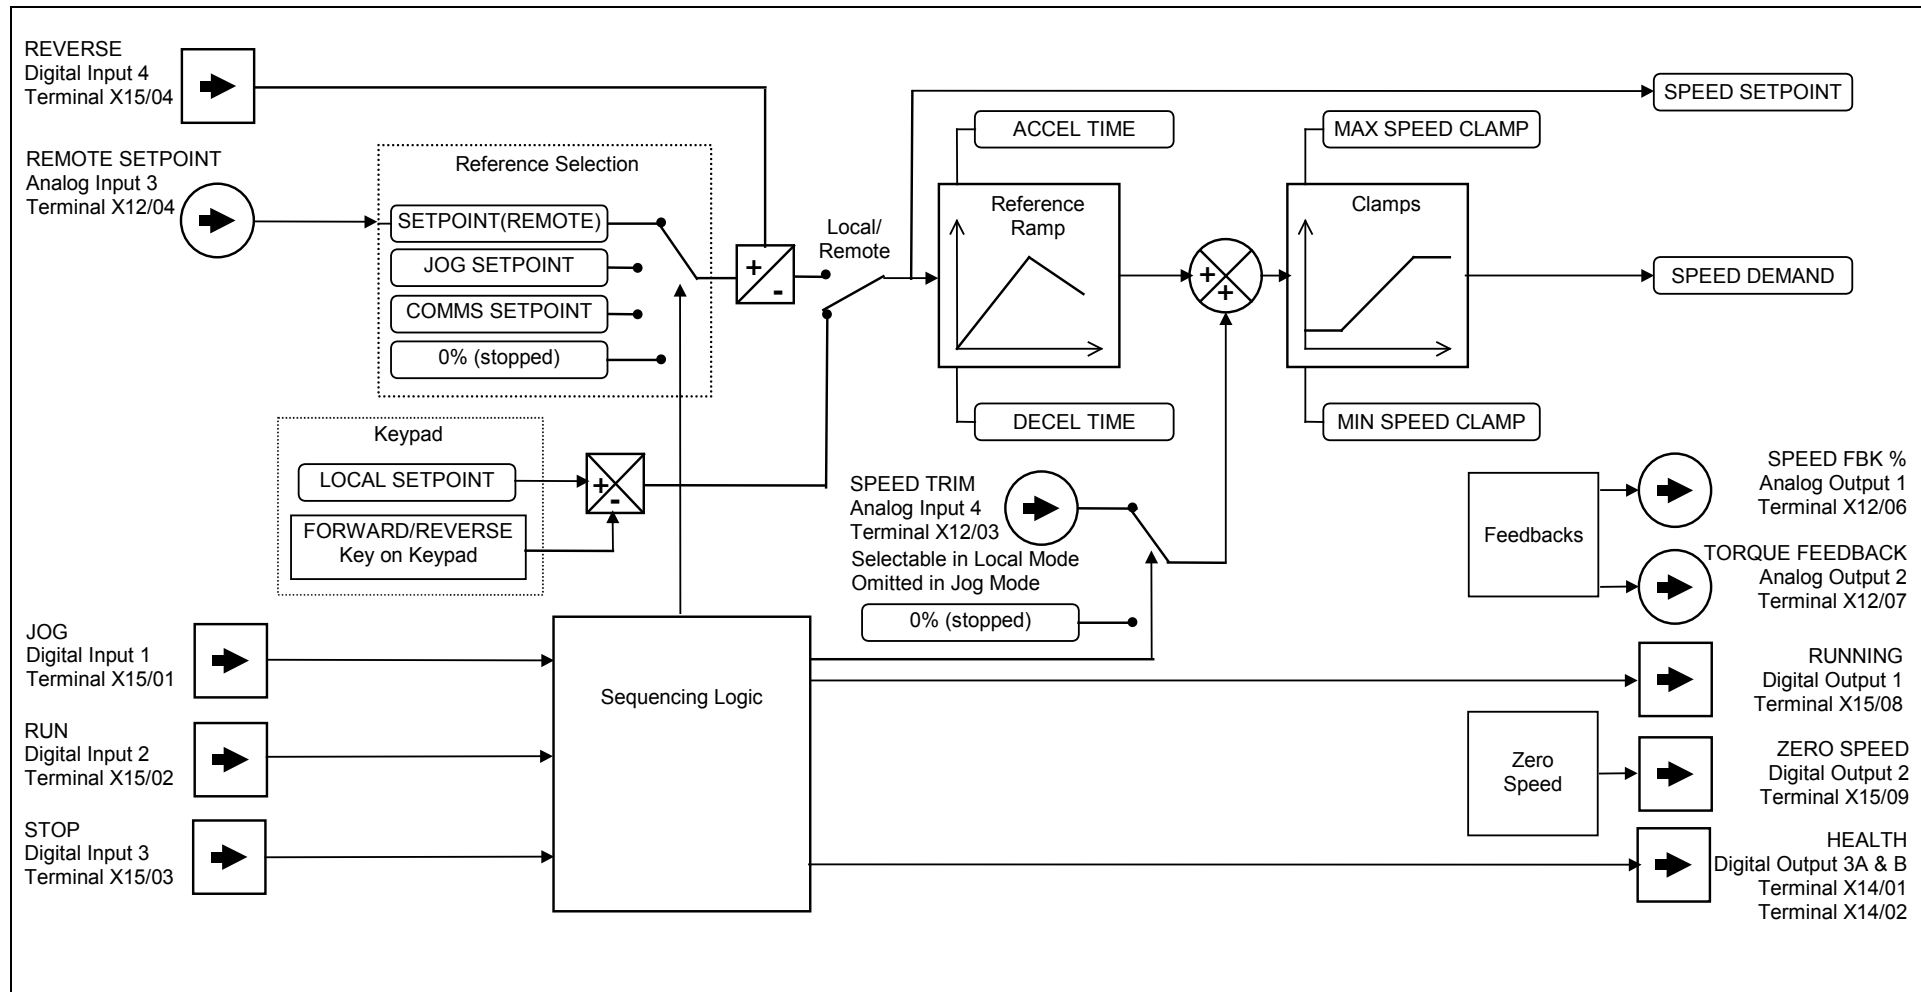 REVERSE
Digital Input 4
Terminal X15/04
REMOTE SETPOINT
Analog Input 3
Terminal X12/04
Reference Selection
SETPOINT(REMOTE)
JOG SETPOINT
COMMS SETPOINT
0% (stopped)
+
-
Local/
Remote
SPEED SETPOINT
ACCEL TIME
Reference
Ramp
DECEL TIME
+
+
MAX SPEED CLAMP
Clamps
MIN SPEED CLAMP
SPEED DEMAND
Keypad
LOCAL SETPOINT
FORWARD/REVERSE
Key on Keypad
+
-
SPEED TRIM
Analog Input 4
Terminal X12/03
Selectable in Local Mode
Omitted in Jog Mode
0% (stopped)
Feedbacks
SPEED FBK %
Analog Output 1
Terminal X12/06
TORQUE FEEDBACK
Analog Output 2
Terminal X12/07
JOG
Digital Input 1
Terminal X15/01
RUN
Digital Input 2
Terminal X15/02
STOP
Digital Input 3
Terminal X15/03
Sequencing Logic
RUNNING
Digital Output 1
Terminal X15/08
Zero
Speed
ZERO SPEED
Digital Output 2
Terminal X15/09
HEALTH
Digital Output 3A & B
Terminal X14/01
Terminal X14/02